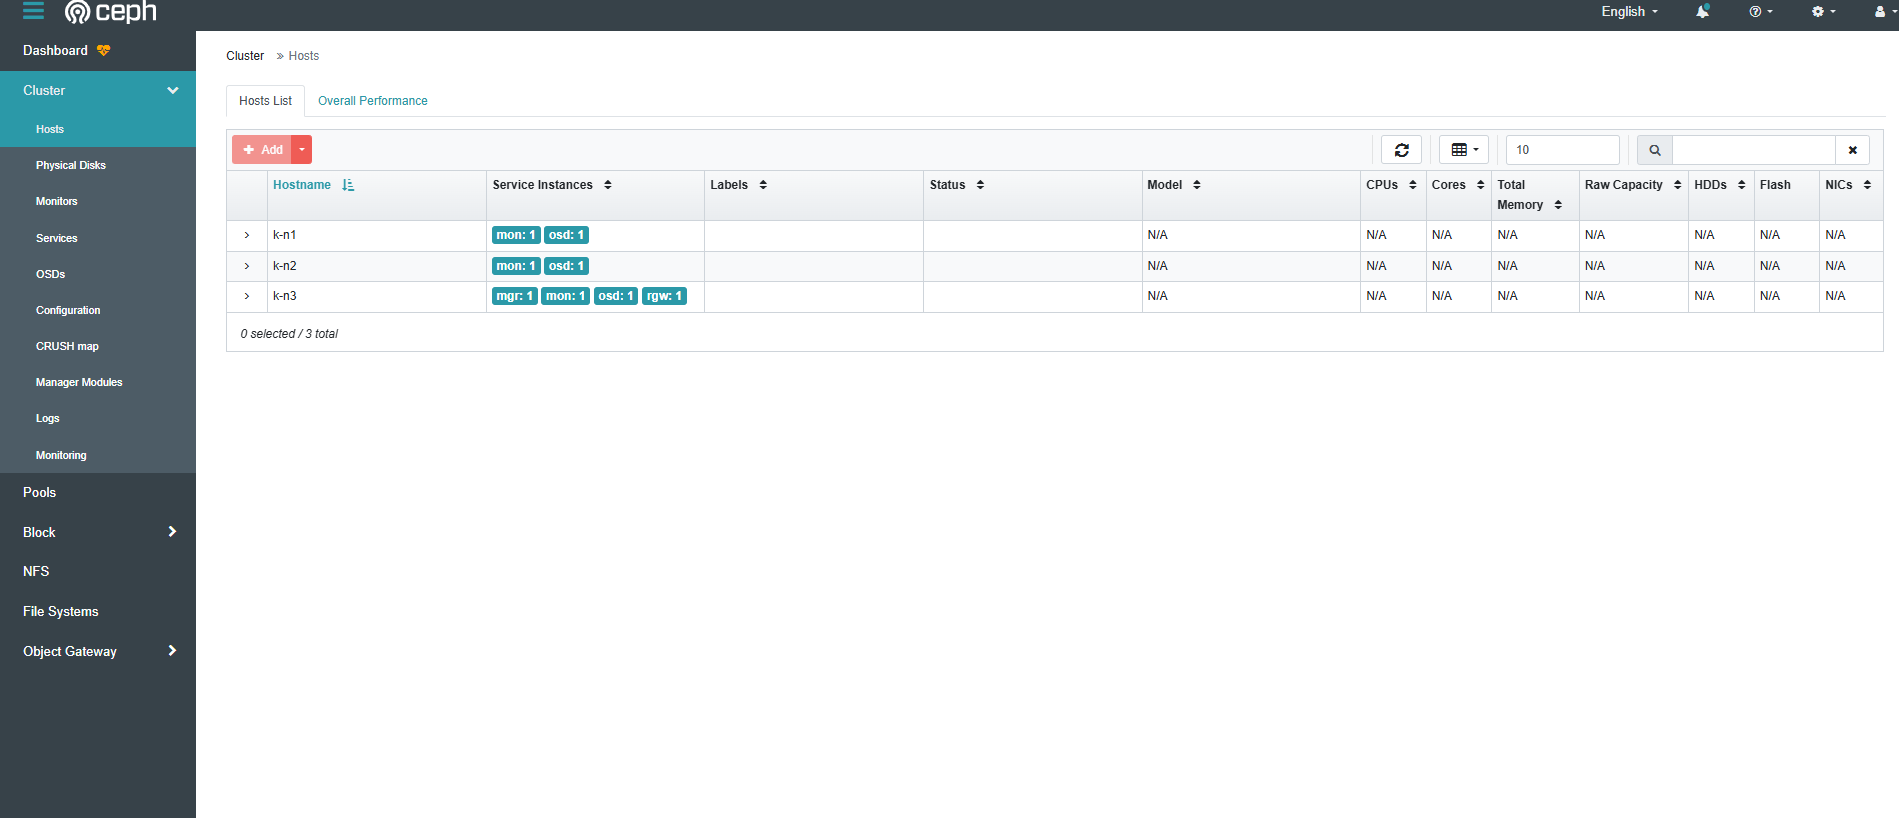 ceph
English
Dashboard
Cluster
Hosts
Physical Disks
Monitors
Services
OSDs
Configuration
CRUSH map
Manager Modules
Logs
Monitoring
Pools
Block
NFS
File Systems
Object Gateway
Cluster » Hosts
Hosts List Overall Performance
Add
10
Hostname Service Instances Labels Status Model CPUs Cores Total Memory Raw Capacity HDDs Flash NICs
k-n1 mon: 1 osd: 1 N/A N/A N/A N/A N/A N/A N/A N/A
k-n2 mon: 1 osd: 1 N/A N/A N/A N/A N/A N/A N/A N/A
k-n3 mgr: 1 mon: 1 osd: 1 rgw: 1 N/A N/A N/A N/A N/A N/A N/A N/A
0 selected / 3 total